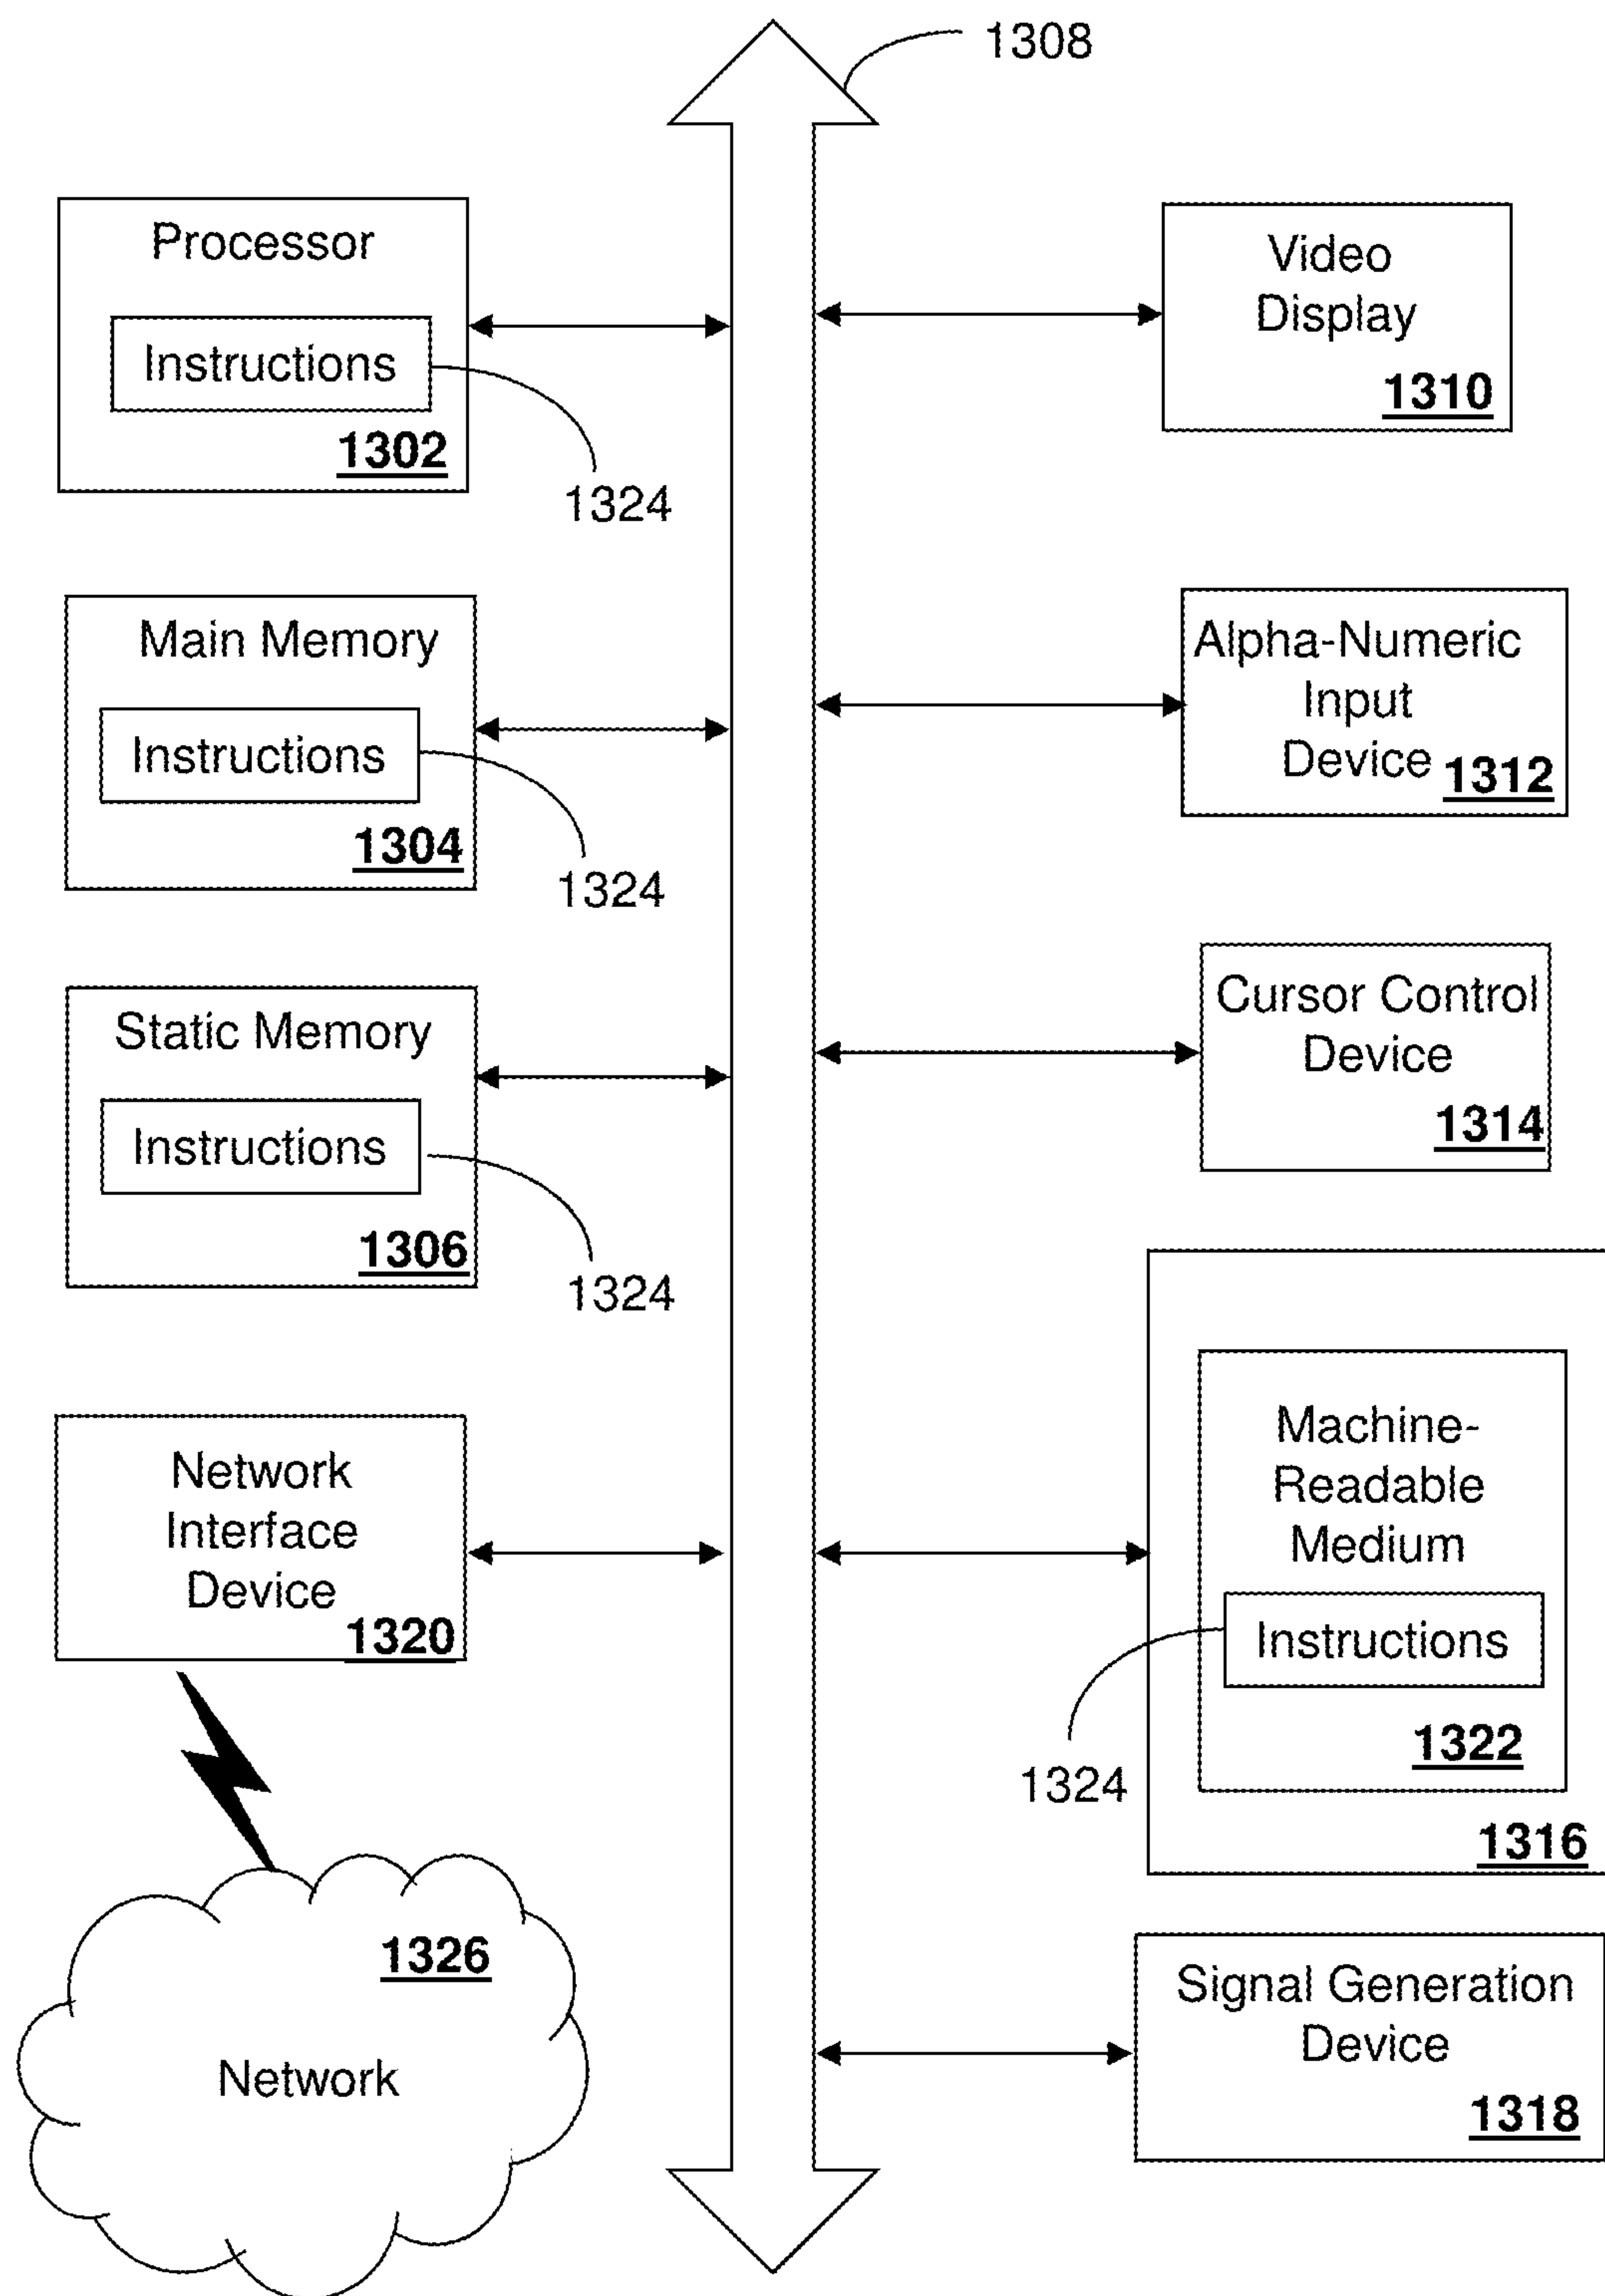 1308
Processor
Instructions
1302
1324
Main Memory
Instructions
1304
1324
Static Memory
Instructions
1306
1324
Network
Interface
Device
1320
1326
Network
Video
Display
1310
Alpha-Numeric
Input
Device
1312
Cursor Control
Device
1314
Machine-
Readable
Medium
Instructions
1324
1322
1316
Signal Generation
Device
1318